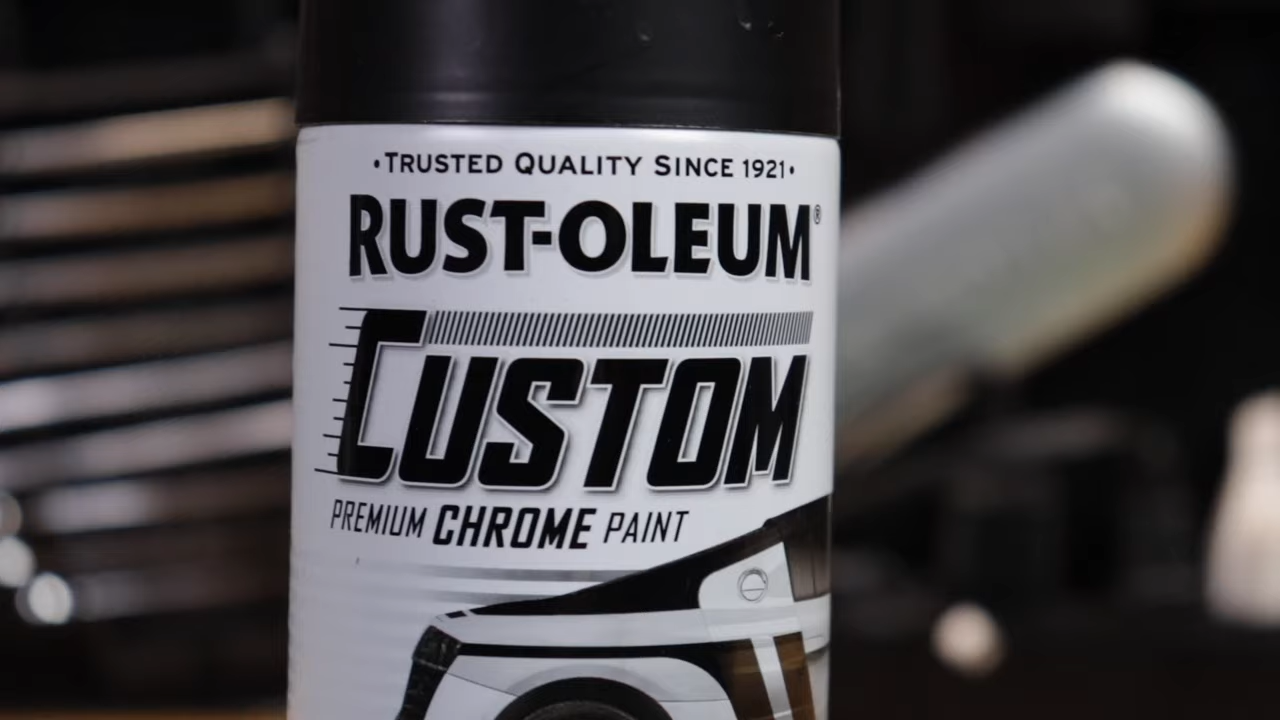 •TRUSTED QUALITY SINCE 1921•
RUST-OLEUM®
CUSTOM
PREMIUM CHROME PAINT